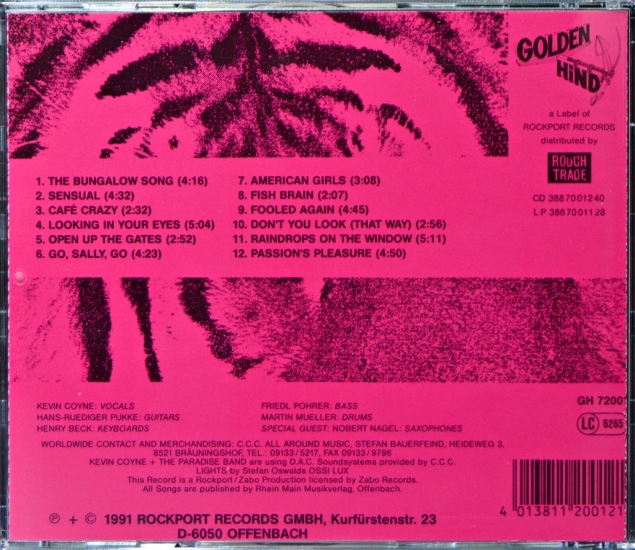 GOLDEN
HiND
a Label of
ROCKPORT RECORDS
distributed by
ROUGH
TRADE
CD 388 7001 2 40
LP 388 7001 1 28
1. THE BUNGALOW SONG (4:16)
2. SENSUAL (4:32)
3. CAFÉ CRAZY (2:32)
4. LOOKING IN YOUR EYES (5:04)
5. OPEN UP THE GATES (2:52)
6. GO, SALLY, GO (4:23)
7. AMERICAN GIRLS (3:08)
8. FISH BRAIN (2:07)
9. FOOLED AGAIN (4:45)
10. DON'T YOU LOOK (THAT WAY) (2:56)
11. RAINDROPS ON THE WINDOW (5:11)
12. PASSION'S PLEASURE (4:50)
GH 7200
LC 6265
KEVIN COYNE: VOCALS
HANS-RUEDIGER PUKKE: GUITARS
HENRY BECK: KEYBOARDS
FRIEDL POHRER: BASS
MARTIN MUELLER: DRUMS
SPECIAL GUEST: NOBERT NAGEL: SAXOPHONES
WORLDWIDE CONTACT AND MERCHANDISING: C.C.C. ALL AROUND MUSIC, STEFAN BAUERFEIND, HEIDEWEG 3,
8521 BRÄUNINGSHOF, TEL.: 09133/5217, FAX 09133/9796
KEVIN COYNE + THE PARADISE BAND are using D.A.C. Soundsystems provided by C.C.C.
LIGHTS by Stefan Oswalds OSSI LUX
This Record is a Rockport/Zabo Production licensed by Zabo Records.
All Songs are published by Rhein Main Musikverlag, Offenbach.
4 013811 200121
℗ + © 1991 ROCKPORT RECORDS GMBH, Kurfürstenstr. 23
D-6050 OFFENBACH